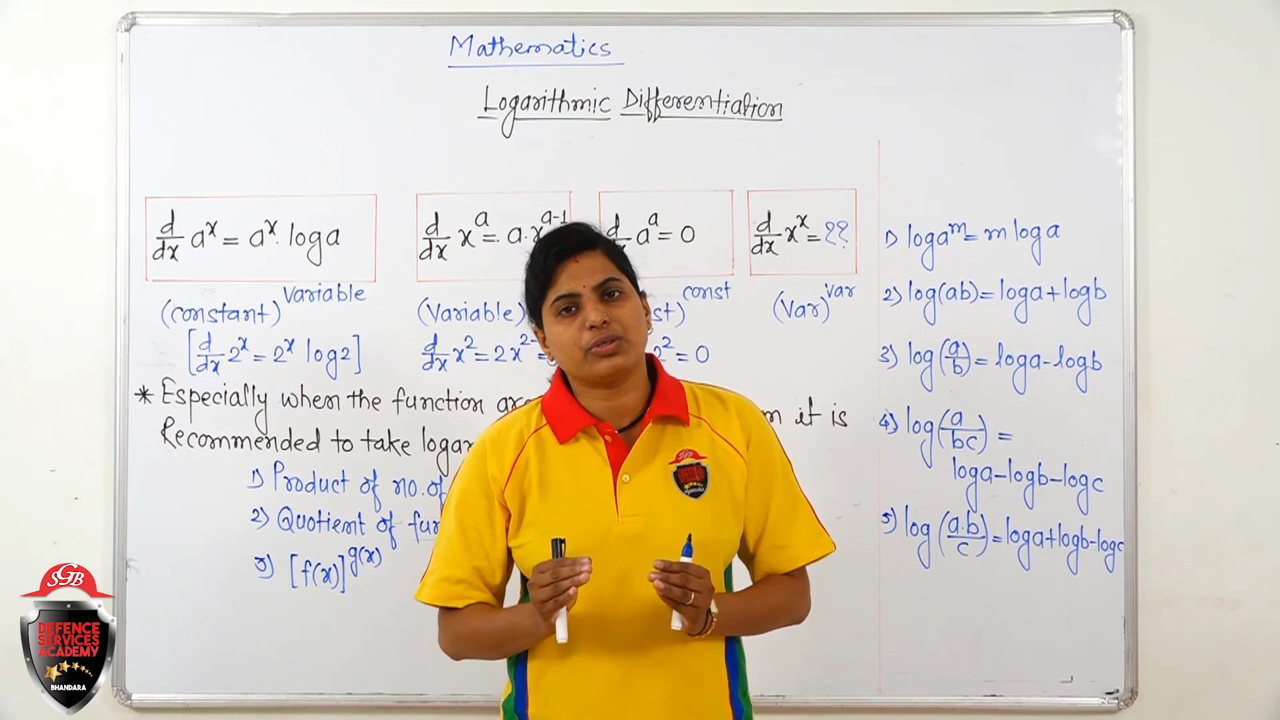 Mathematics
Logarithmic Differentiation
d/dx a^x = a^x. log a
d/dx x^a = a.x^(a-1)
d/dx a^a = 0
d/dx x^x = ??
(constant)^Variable
(Variable)
const
(Var)^var
[d/dx 2^x = 2^x log 2]
d/dx x^2 = 2x^2-
2^2 = 0
* Especially when the function are it is
Recommended to take
1) Product of no. of
2) Quotient of
3) [f(x)]^g(x)
1) log a^m = m log a
2) log(ab) = log a + log b
3) log(a/b) = log a - log b
4) log(a/bc) =
log a - log b - log c
5) log(a.b/c) = log a + log b - log c
SGB
DEFENCE
SERVICES
ACADEMY
BHANDARA
SGB